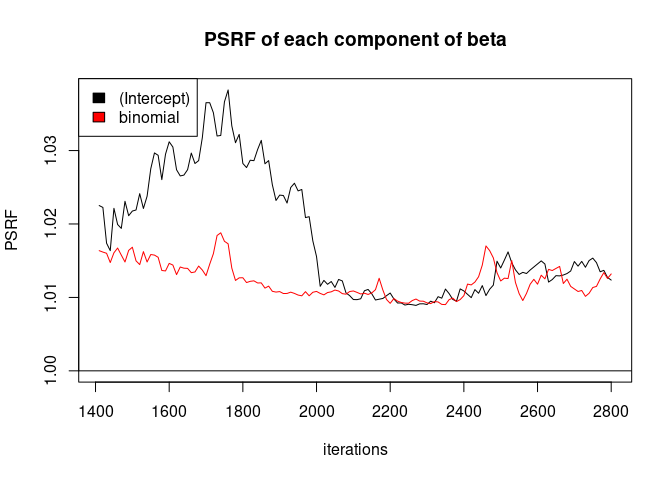 PSRF of each component of beta
(Intercept)
binomial
PSRF
1.03
1.02
1.01
1.00
1400 1600 1800 2000 2200 2400 2600 2800
iterations